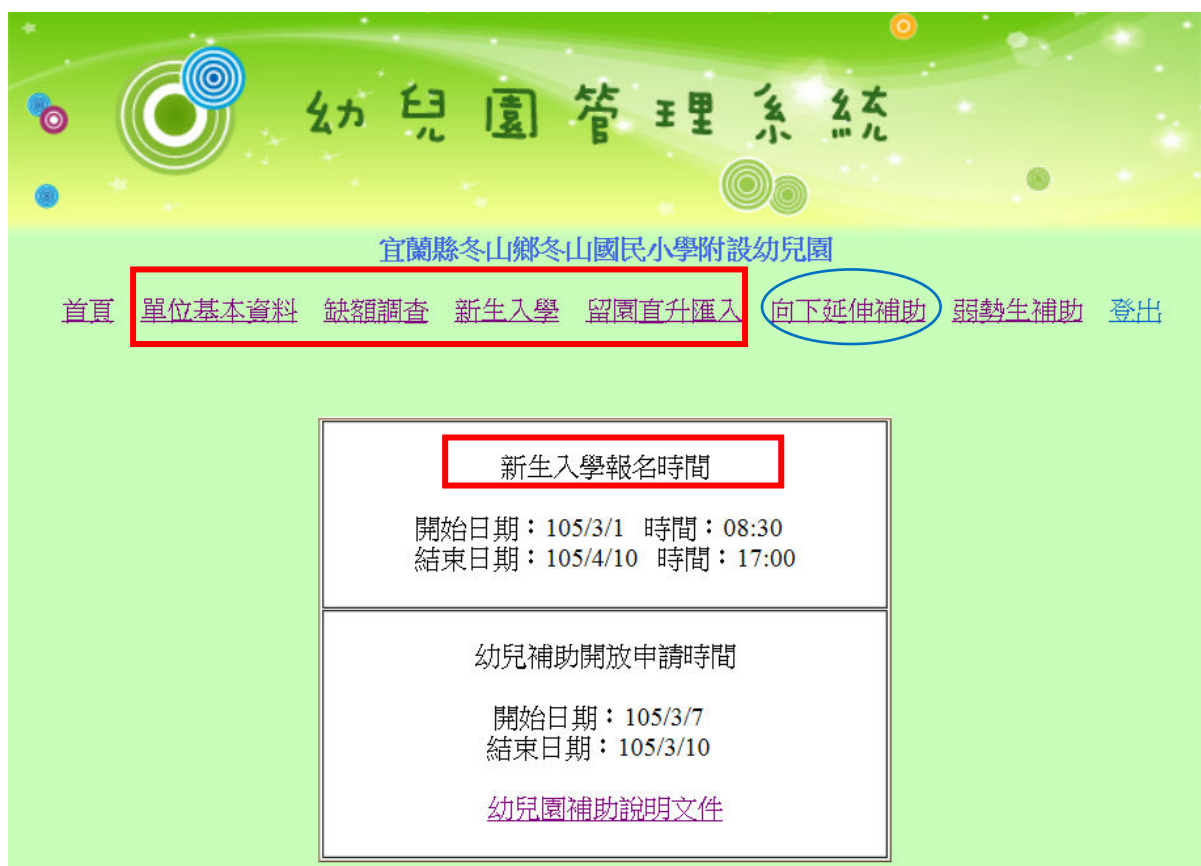 幼兒園管理系統
宜蘭縣冬山鄉冬山國民小學附設幼兒園
首頁 單位基本資料 缺額調查 新生入學 留園直升匯入 向下延伸補助 弱勢生補助 登出
新生入學報名時間
開始日期：105/3/1 時間：08:30
結束日期：105/4/10 時間：17:00
幼兒補助開放申請時間
開始日期：105/3/7
結束日期：105/3/10
幼兒園補助說明文件